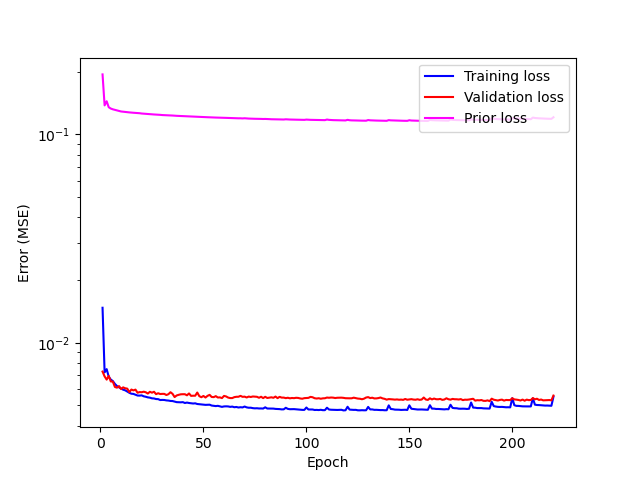 Training loss
Validation loss
Prior loss
10⁻¹
10⁻²
Error (MSE)
0 50 100 150 200
Epoch